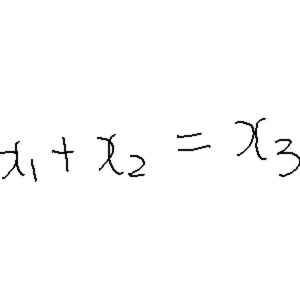 x₁ + x₂ = x₃